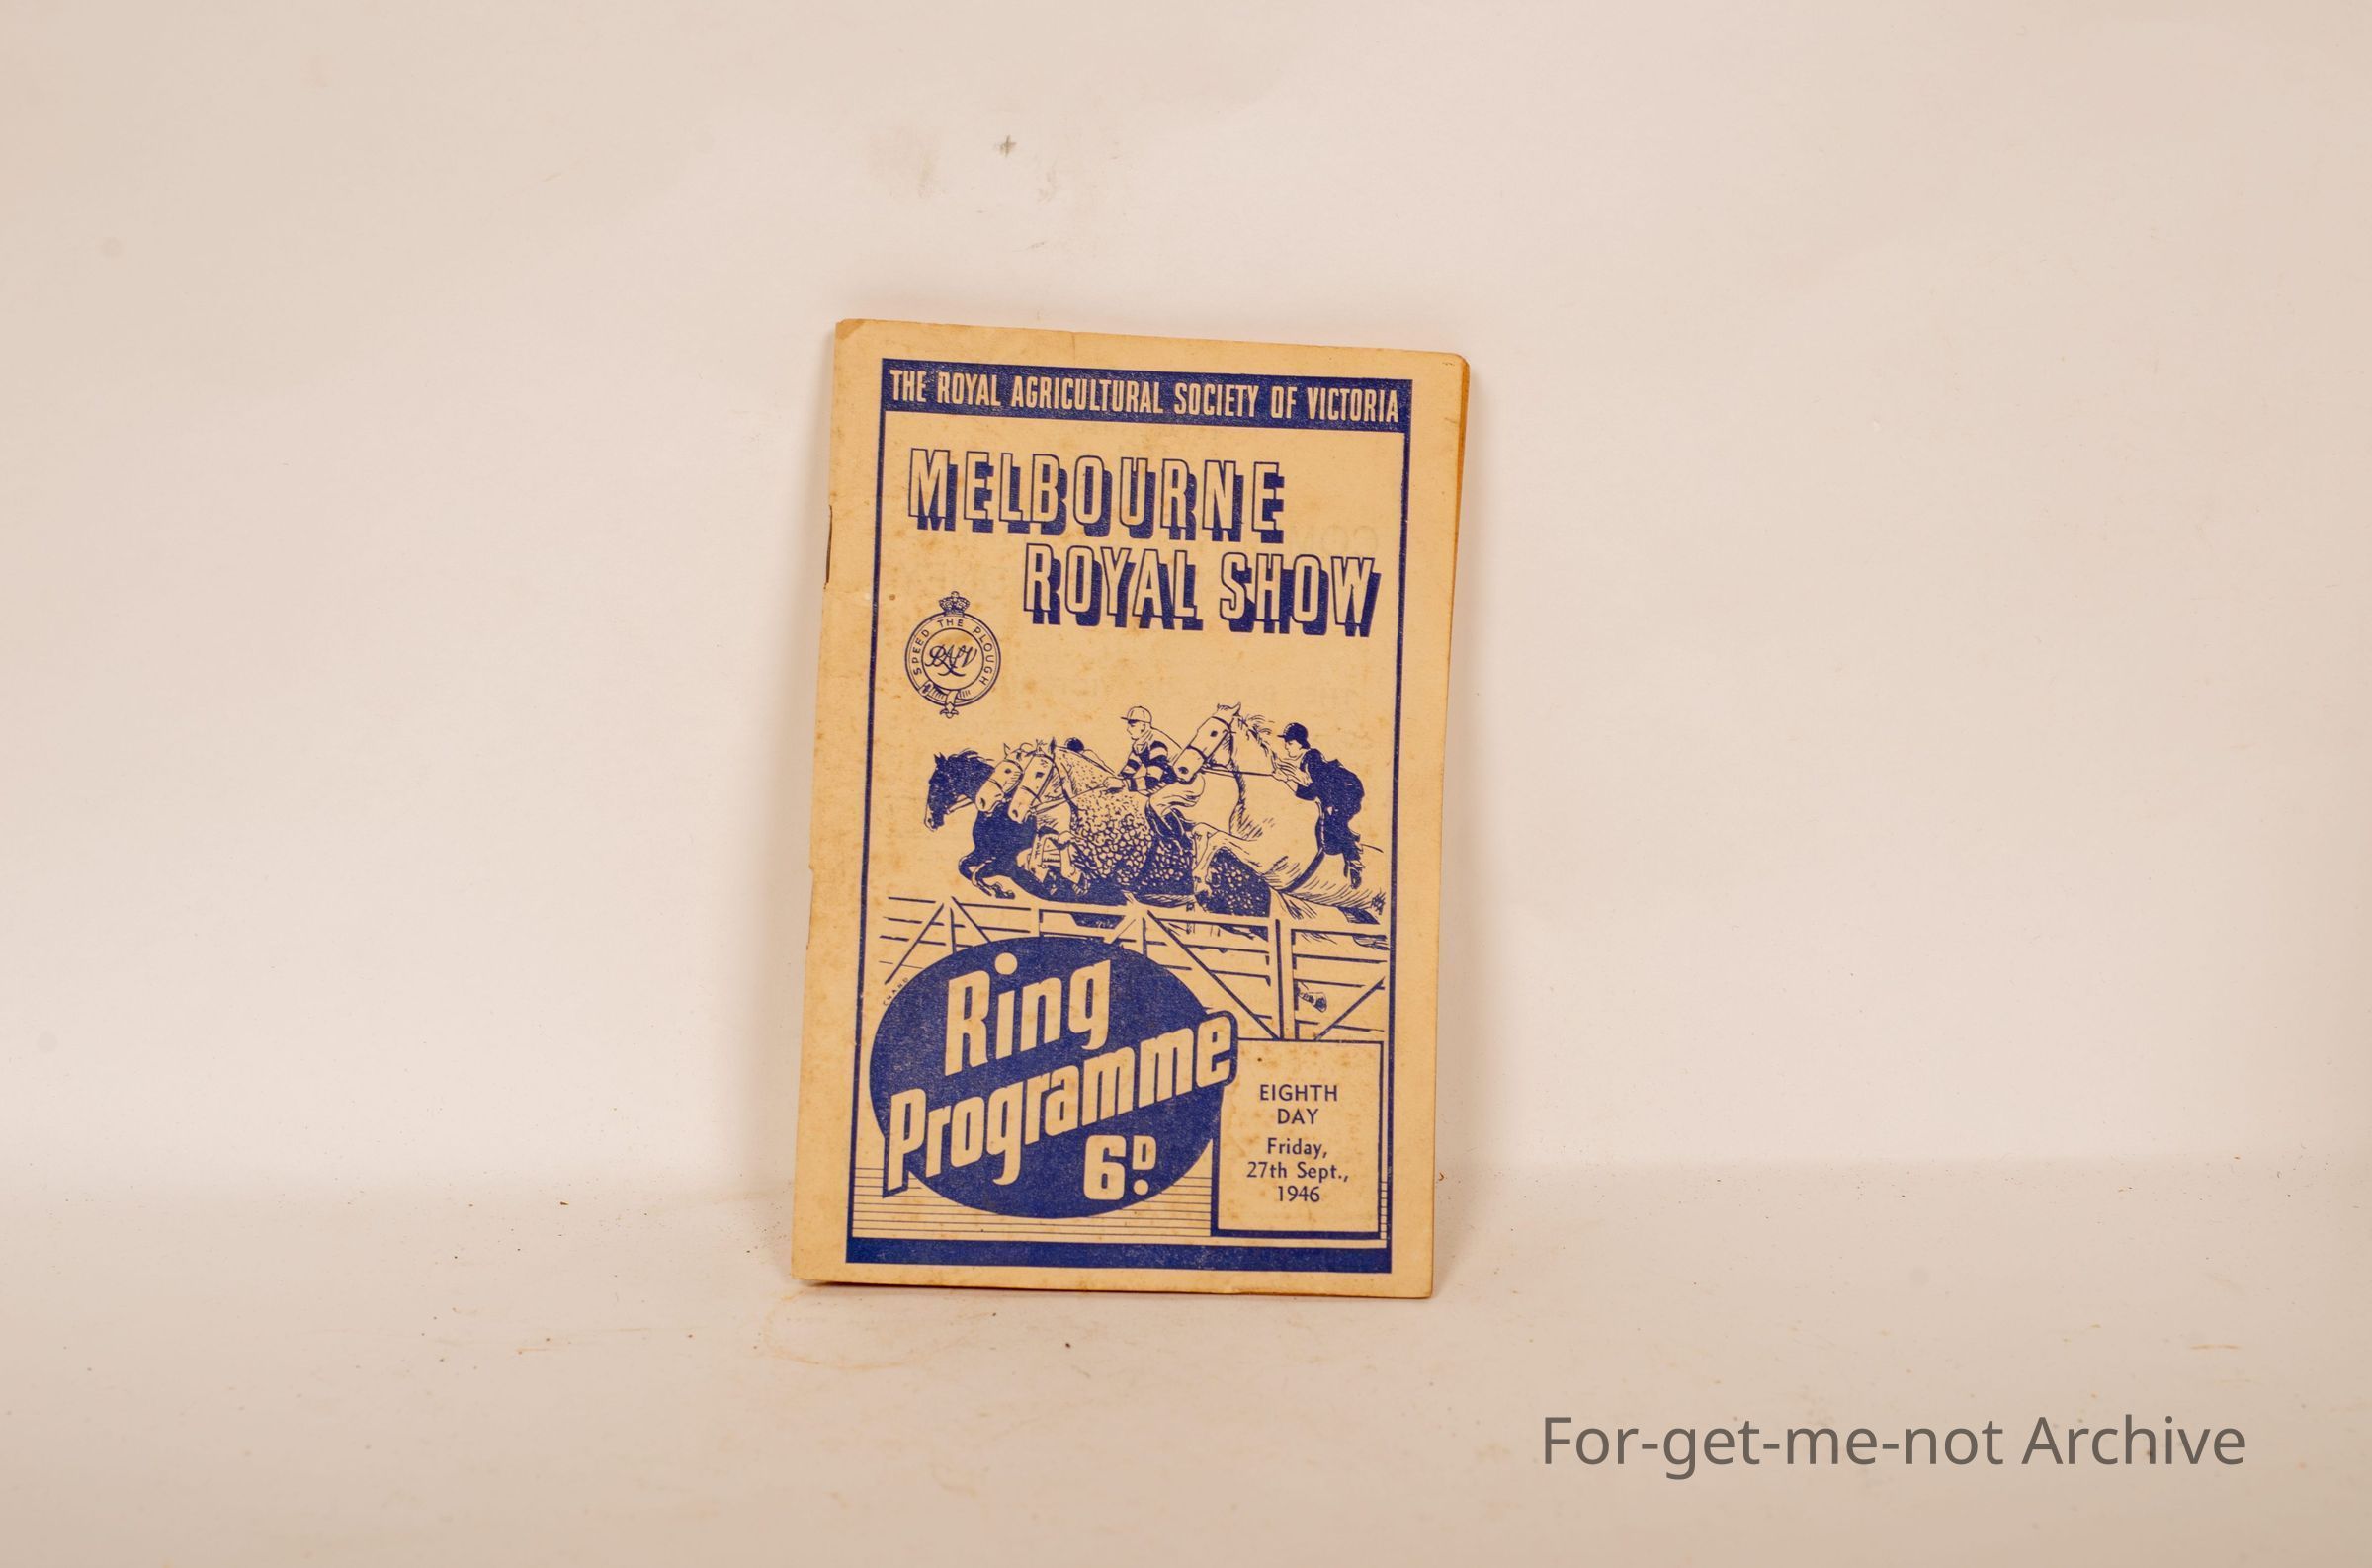 THE ROYAL AGRICULTURAL SOCIETY OF VICTORIA
MELBOURNE
ROYAL SHOW
SPEED THE PLOUGH
RASV
Ring
Programme
6D.
EIGHTH
DAY
Friday,
27th Sept.,
1946
For-get-me-not Archive